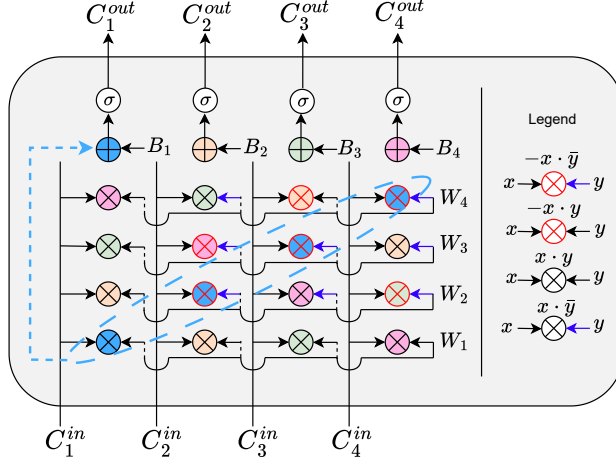 C_1^{out} C_2^{out} C_3^{out} C_4^{out}
σ σ σ σ
B_1 B_2 B_3 B_4
W_4
W_3
W_2
W_1
C_1^{in} C_2^{in} C_3^{in} C_4^{in}
Legend
-x · ȳ
x y
-x · y
x y
x · y
x y
x · ȳ
x y